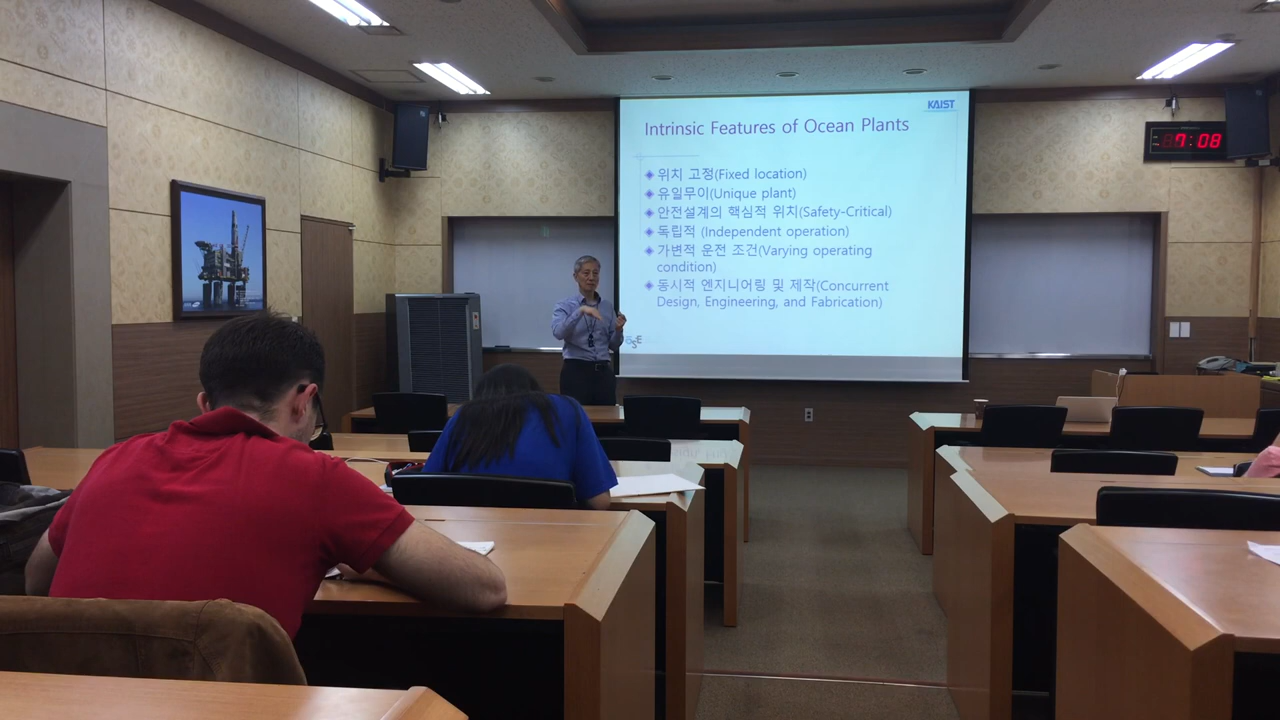 KAIST
Intrinsic Features of Ocean Plants
위치 고정(Fixed location)
유일무이(Unique plant)
안전설계의 핵심적 위치(Safety-Critical)
독립적 (Independent operation)
가변적 운전 조건(Varying operating
condition)
동시적 엔지니어링 및 제작(Concurrent
Design, Engineering, and Fabrication)
7:08